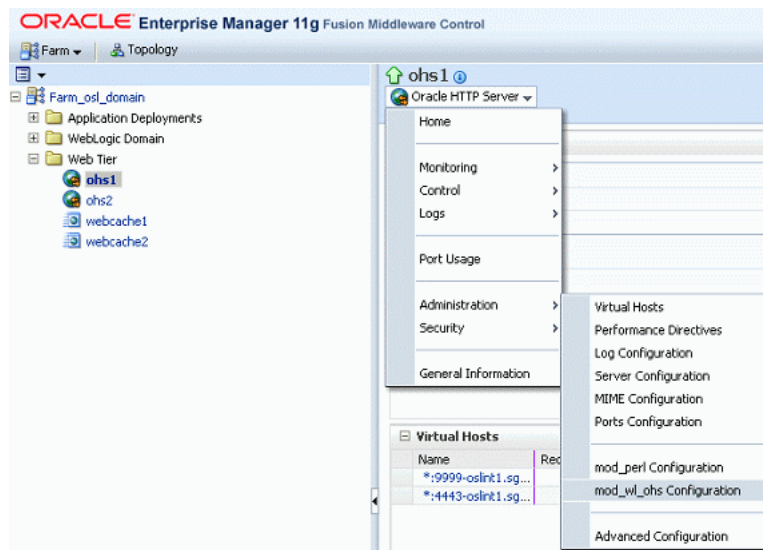 ORACLE Enterprise Manager 11g Fusion Middleware Control
Farm
Topology
Farm_osl_domain
Application Deployments
WebLogic Domain
Web Tier
ohs1
ohs2
webcache1
webcache2
ohs1
Oracle HTTP Server
Home
Monitoring
Control
Logs
Port Usage
Administration
Security
General Information
Virtual Hosts
Performance Directives
Log Configuration
Server Configuration
MIME Configuration
Ports Configuration
mod_perl Configuration
mod_wl_ohs Configuration
Advanced Configuration
Virtual Hosts
Name Rec
*:9999-oslint1.sg...
*:4443-oslint1.sg...